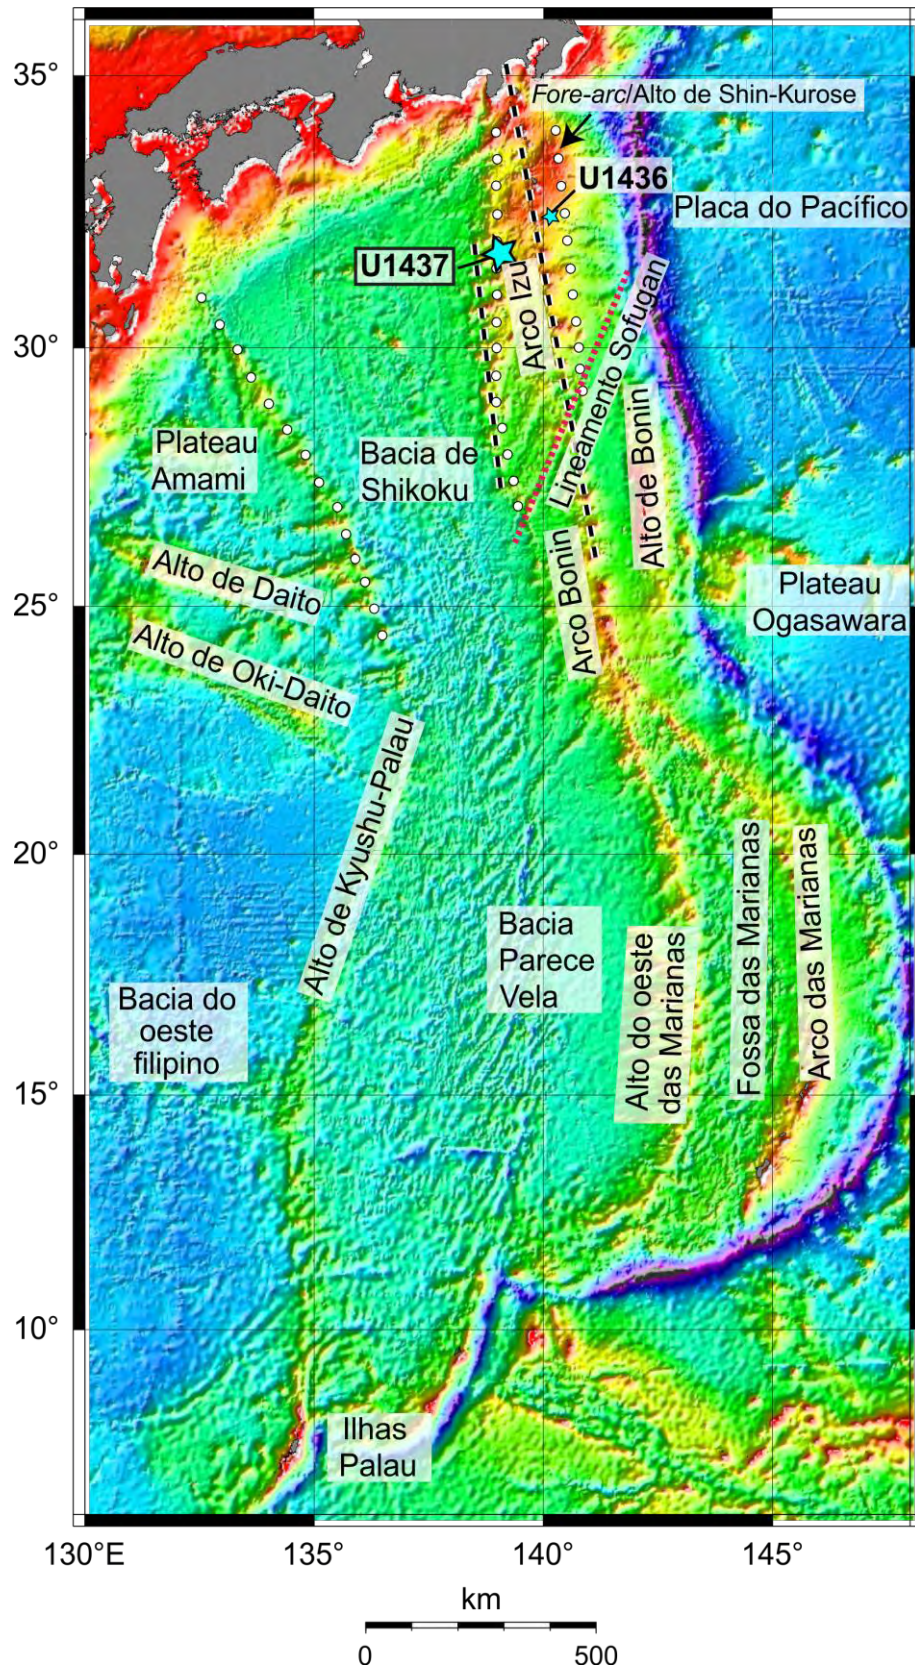 35°
Fore-arc/Alto de Shin-Kurose
U1436
Placa do Pacífico
U1437
Arco Izu
Lineamento Sofugan
30°
Plateau
Amami
Bacia de
Shikoku
Alto de Bonin
Alto de Daito
Arco Bonin
25°
Plateau
Ogasawara
Alto de Oki-Daito
Alto de Kyushu-Palau
20°
Bacia
Parece
Vela
Alto do oeste
das Marianas
Fossa das Marianas
Arco das Marianas
Bacia do
oeste
filipino
15°
10°
Ilhas
Palau
130°E
135°
140°
145°
km
0
500